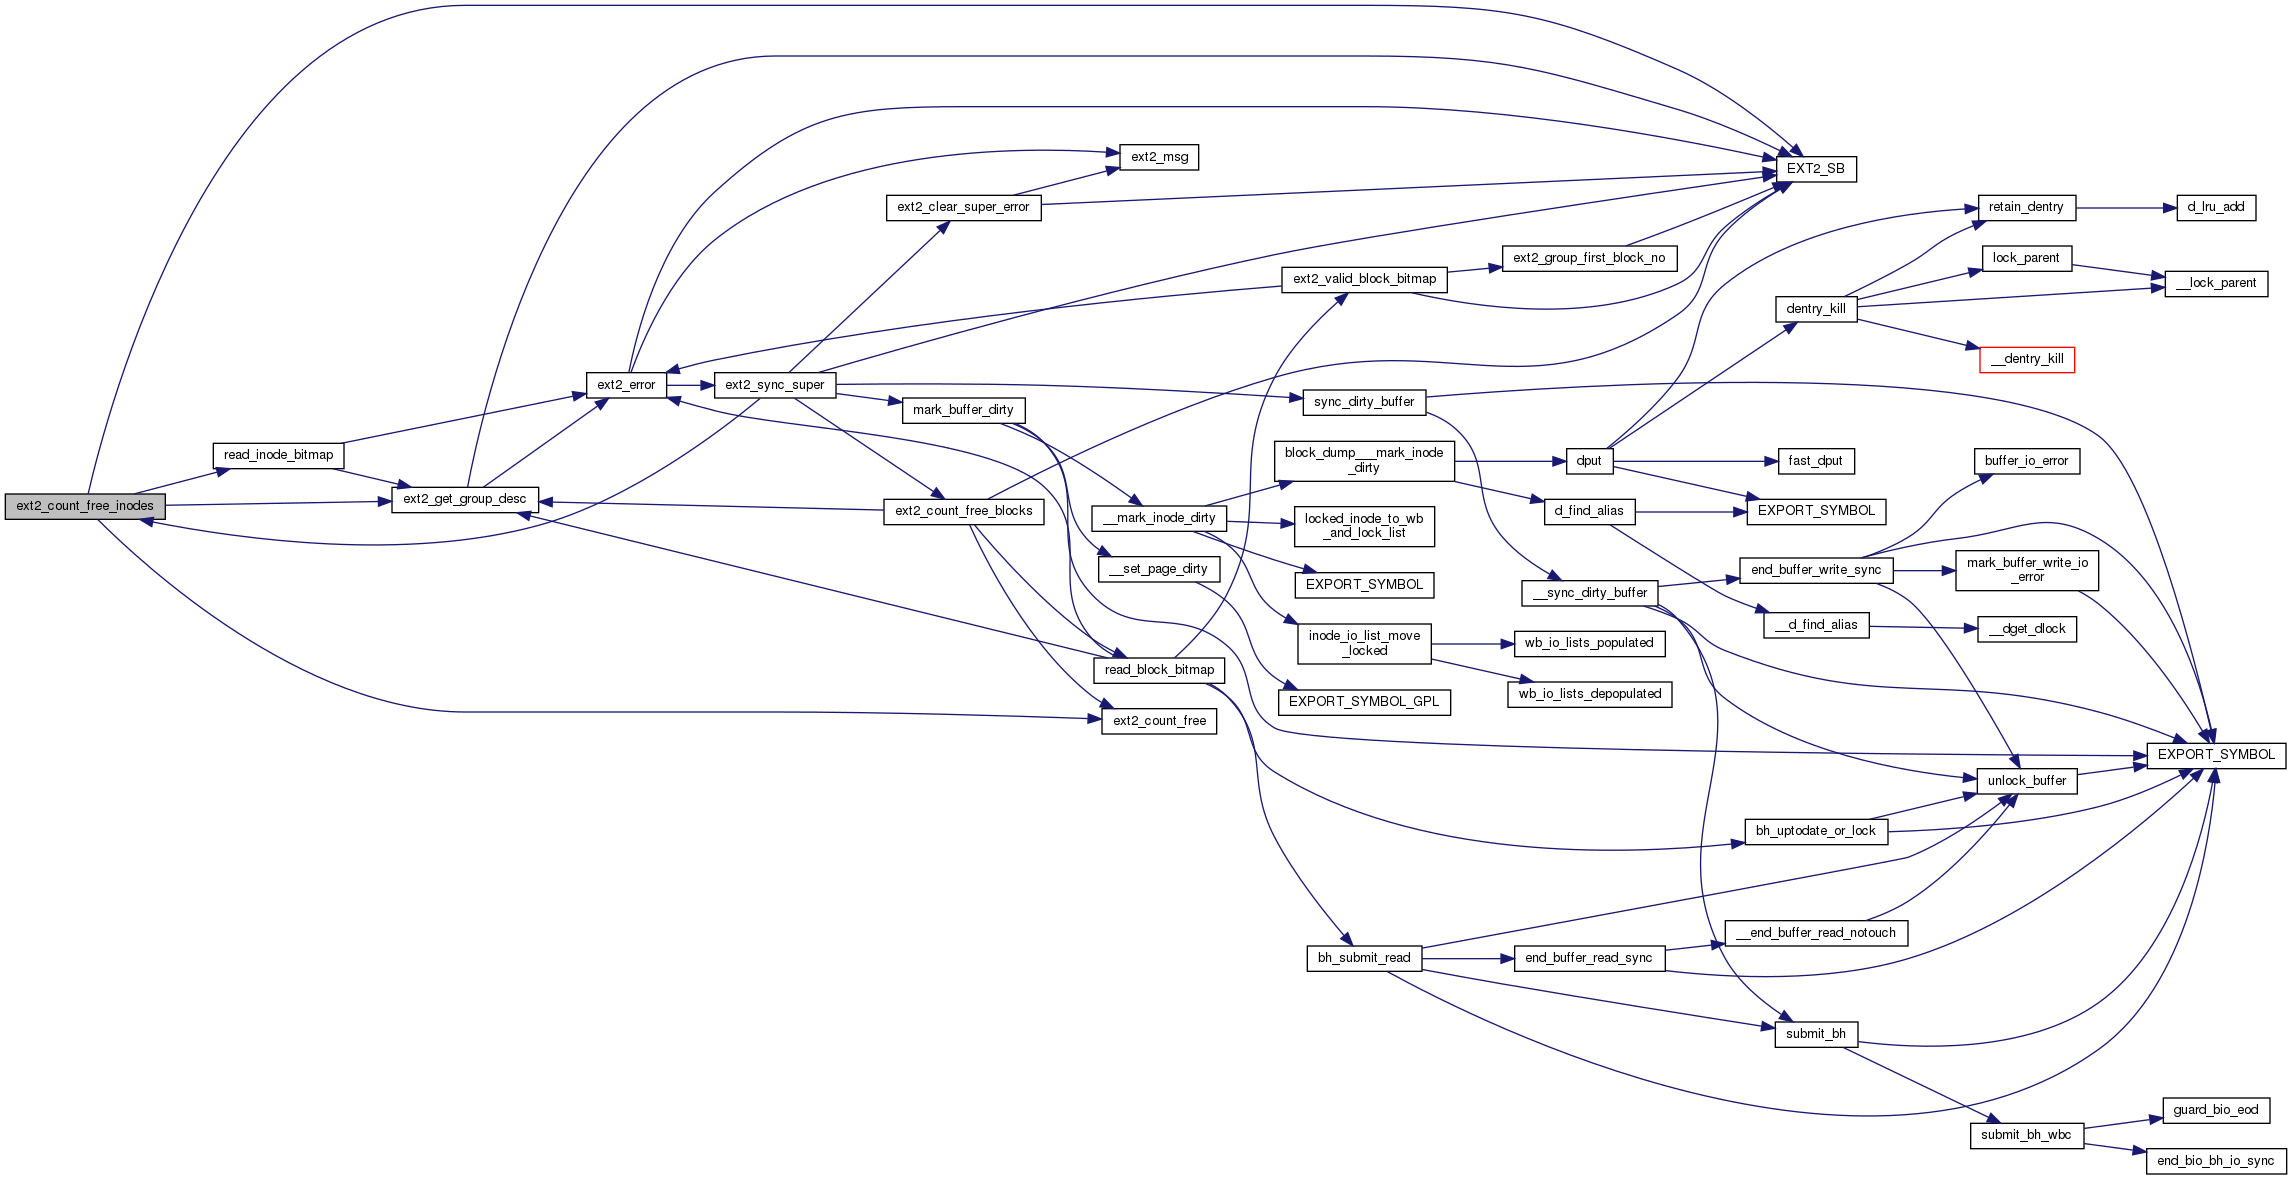 ext2_msg
EXT2_SB
ext2_clear_super_error
retain_dentry
d_lru_add
ext2_group_first_block_no
lock_parent
ext2_valid_block_bitmap
__lock_parent
dentry_kill
__dentry_kill
ext2_error
ext2_sync_super
sync_dirty_buffer
mark_buffer_dirty
read_inode_bitmap
block_dump___mark_inode
_dirty
dput
fast_dput
buffer_io_error
ext2_count_free_inodes
ext2_get_group_desc
ext2_count_free_blocks
__mark_inode_dirty
locked_inode_to_wb
_and_lock_list
d_find_alias
EXPORT_SYMBOL
__set_page_dirty
EXPORT_SYMBOL
end_buffer_write_sync
mark_buffer_write_io
_error
__sync_dirty_buffer
__d_find_alias
__dget_dlock
inode_io_list_move
_locked
wb_io_lists_populated
read_block_bitmap
wb_io_lists_depopulated
EXPORT_SYMBOL_GPL
ext2_count_free
EXPORT_SYMBOL
unlock_buffer
bh_uptodate_or_lock
__end_buffer_read_notouch
bh_submit_read
end_buffer_read_sync
submit_bh
guard_bio_eod
submit_bh_wbc
end_bio_bh_io_sync